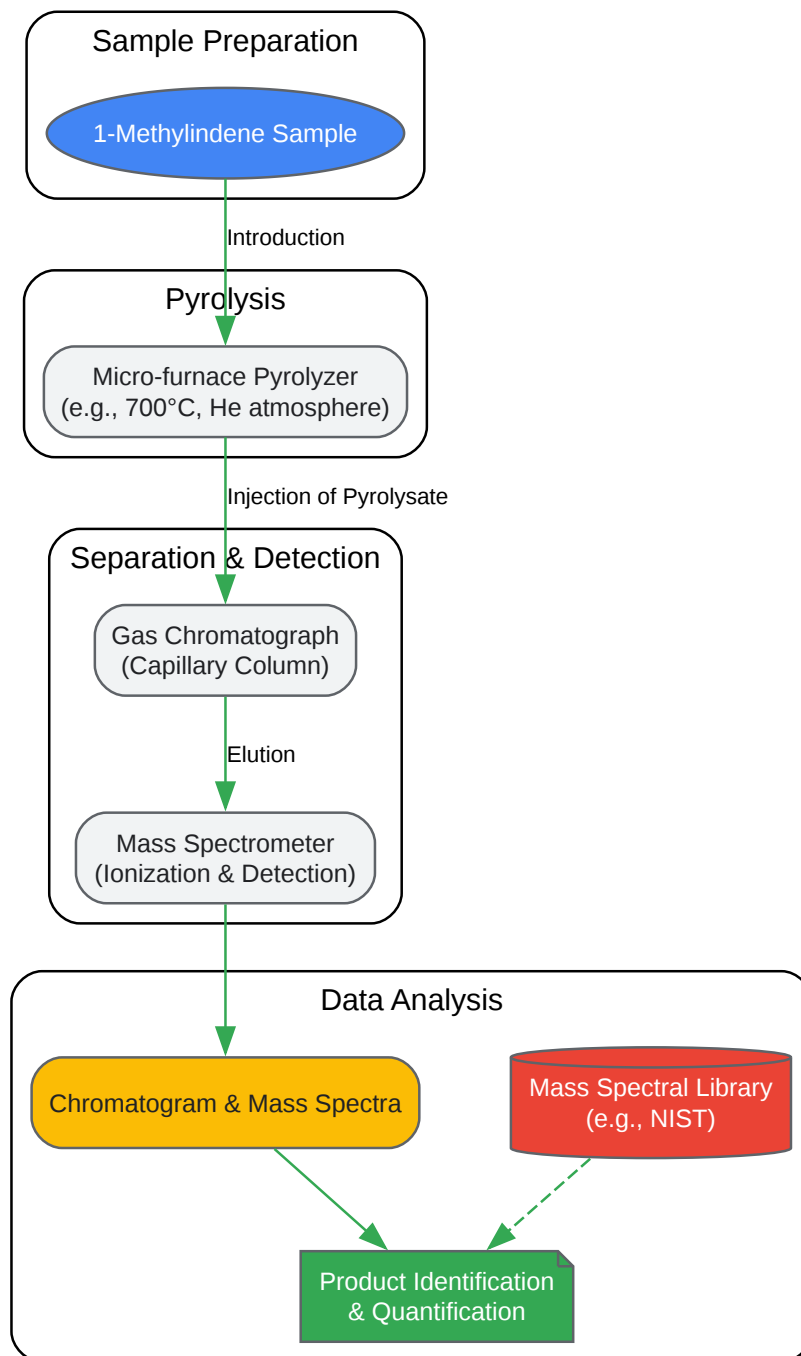 Sample Preparation
1-Methylindene Sample
Introduction
Pyrolysis
Micro-furnace Pyrolyzer
(e.g., 700°C, He atmosphere)
Injection of Pyrolysate
Separation & Detection
Gas Chromatograph
(Capillary Column)
Elution
Mass Spectrometer
(Ionization & Detection)
Data Analysis
Chromatogram & Mass Spectra
Mass Spectral Library
(e.g., NIST)
Product Identification
& Quantification